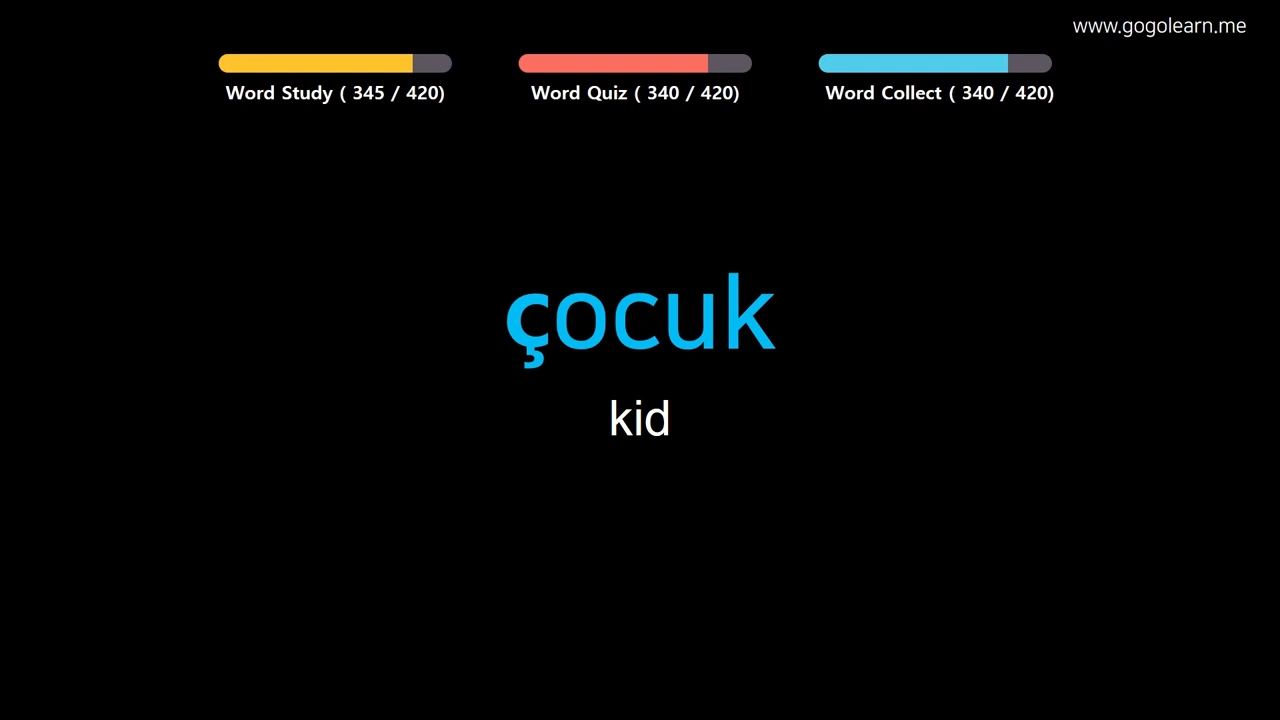 www.gogolearn.me
Word Study ( 345 / 420)
Word Quiz ( 340 / 420)
Word Collect ( 340 / 420)
çocuk
kid